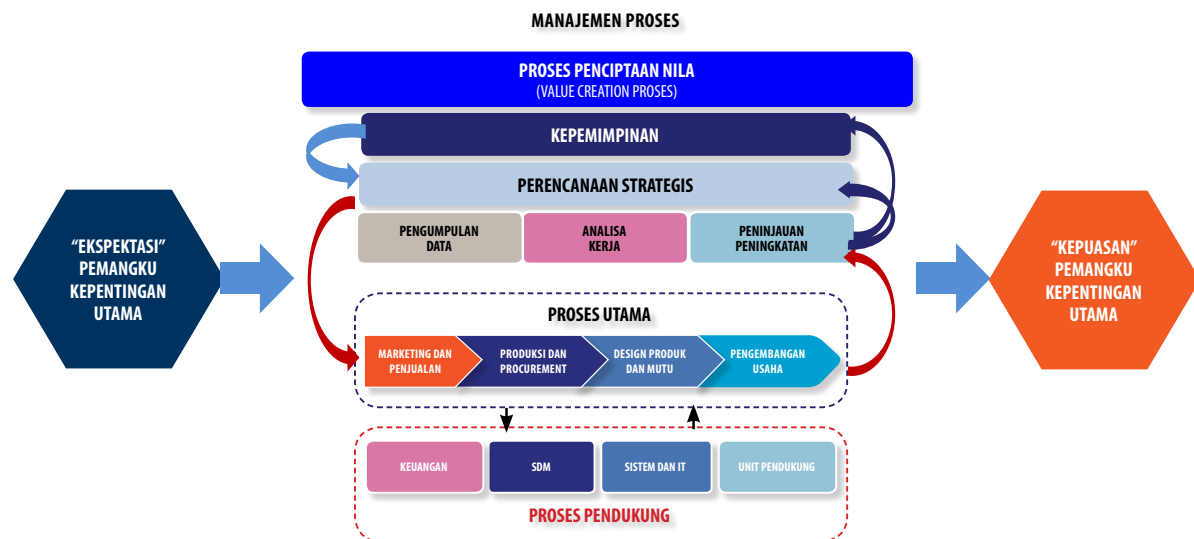 MANAJEMEN PROSES
PROSES PENCIPTAAN NILA
(VALUE CREATION PROSES)
KEPEMIMPINAN
PERENCANAAN STRATEGIS
PENGUMPULAN
DATA
ANALISA
KERJA
PENINJAUAN
PENINGKATAN
“EKSPEKTASI”
PEMANGKU
KEPENTINGAN
UTAMA
“KEPUASAN”
PEMANGKU
KEPENTINGAN
UTAMA
PROSES UTAMA
MARKETING DAN
PENJUALAN
PRODUKSI DAN
PROCUREMENT
DESIGN PRODUK
DAN MUTU
PENGEMBANGAN
USAHA
KEUANGAN
SDM
SISTEM DAN IT
UNIT PENDUKUNG
PROSES PENDUKUNG